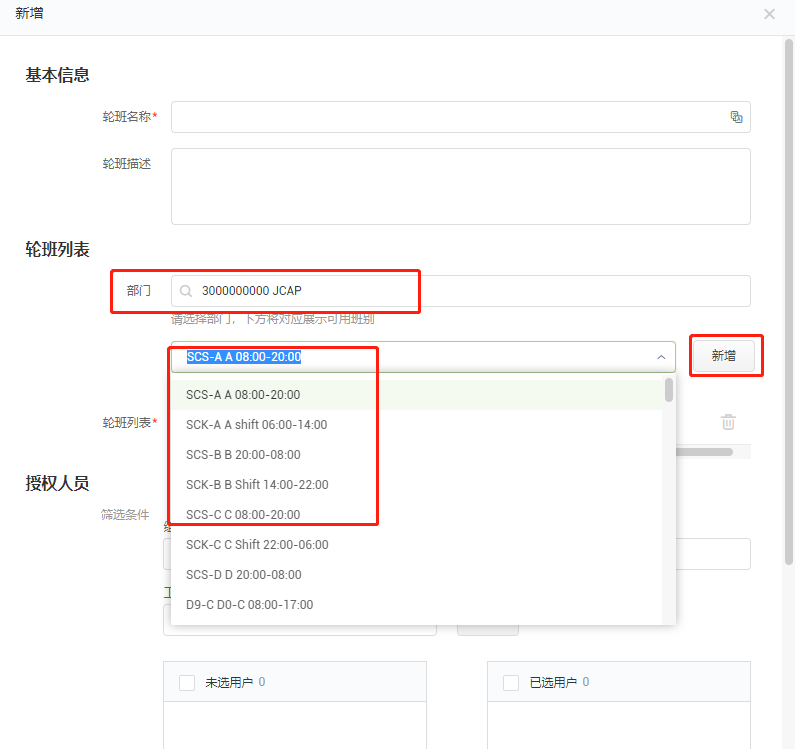 新增
基本信息
轮班名称*
轮班描述
轮班列表
部门 3000000000 JCAP
请选择部门，下方将对应展示可用班别
SCS-A A 08:00-20:00 新增
SCS-A A 08:00-20:00
轮班列表* SCK-A A shift 06:00-14:00
SCS-B B 20:00-08:00
SCK-B B Shift 14:00-22:00
授权人员
筛选条件 SCS-C C 08:00-20:00
SCK-C C Shift 22:00-06:00
SCS-D D 20:00-08:00
D9-C D0-C 08:00-17:00
未选用户 0 已选用户 0